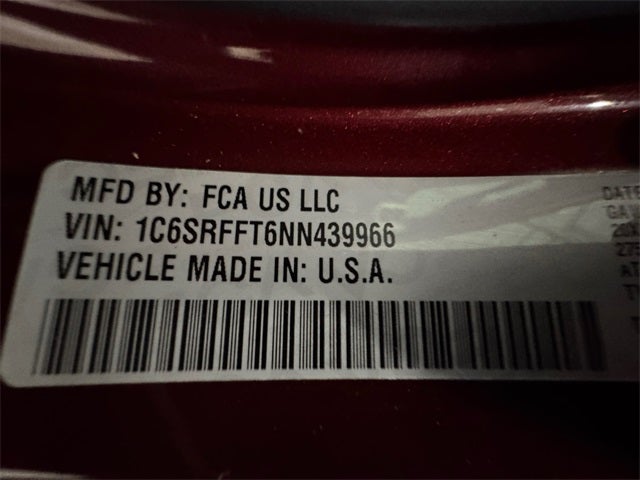 MFD BY: FCA US LLC
VIN: 1C6SRFFT6NN439966
VEHICLE MADE IN: U.S.A.